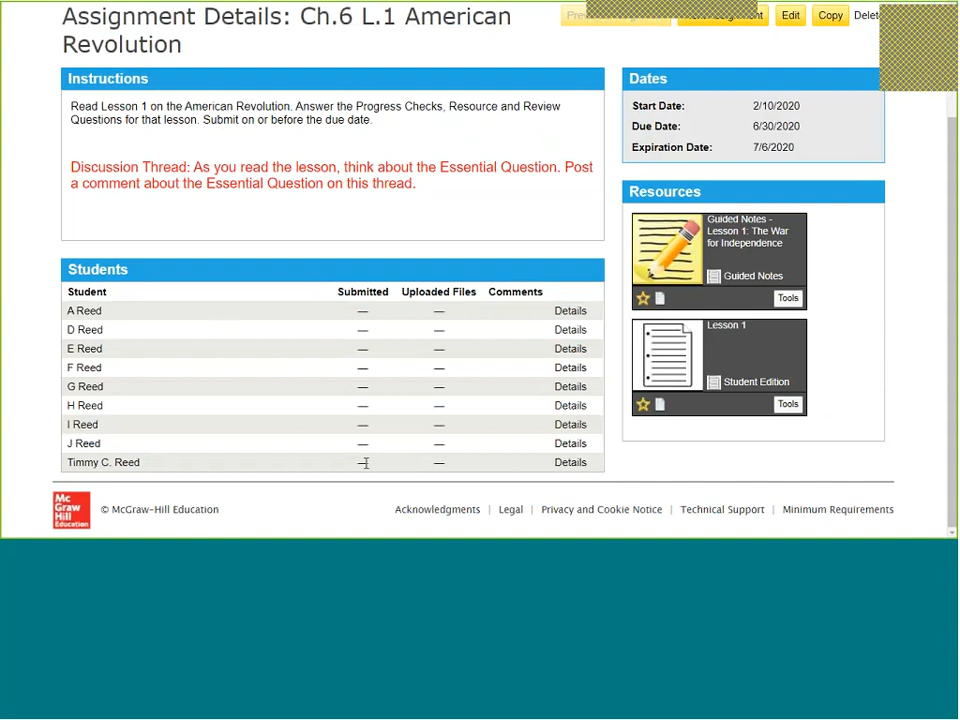 Assignment Details: Ch.6 L.1 American
Revolution
Edit
Copy
Instructions
Read Lesson 1 on the American Revolution. Answer the Progress Checks, Resource and Review
Questions for that lesson. Submit on or before the due date.
Discussion Thread: As you read the lesson, think about the Essential Question. Post
a comment about the Essential Question on this thread.
Dates
Start Date: 2/10/2020
Due Date: 6/30/2020
Expiration Date: 7/6/2020
Resources
Guided Notes -
Lesson 1: The War
for Independence
Guided Notes
Tools
Lesson 1
Student Edition
Tools
Students
Student Submitted Uploaded Files Comments
A Reed — — Details
D Reed — — Details
E Reed — — Details
F Reed — — Details
G Reed — — Details
H Reed — — Details
I Reed — — Details
J Reed — — Details
Timmy C. Reed — — Details
Mc
Graw
Hill
Education
© McGraw-Hill Education
Acknowledgments | Legal | Privacy and Cookie Notice | Technical Support | Minimum Requirements